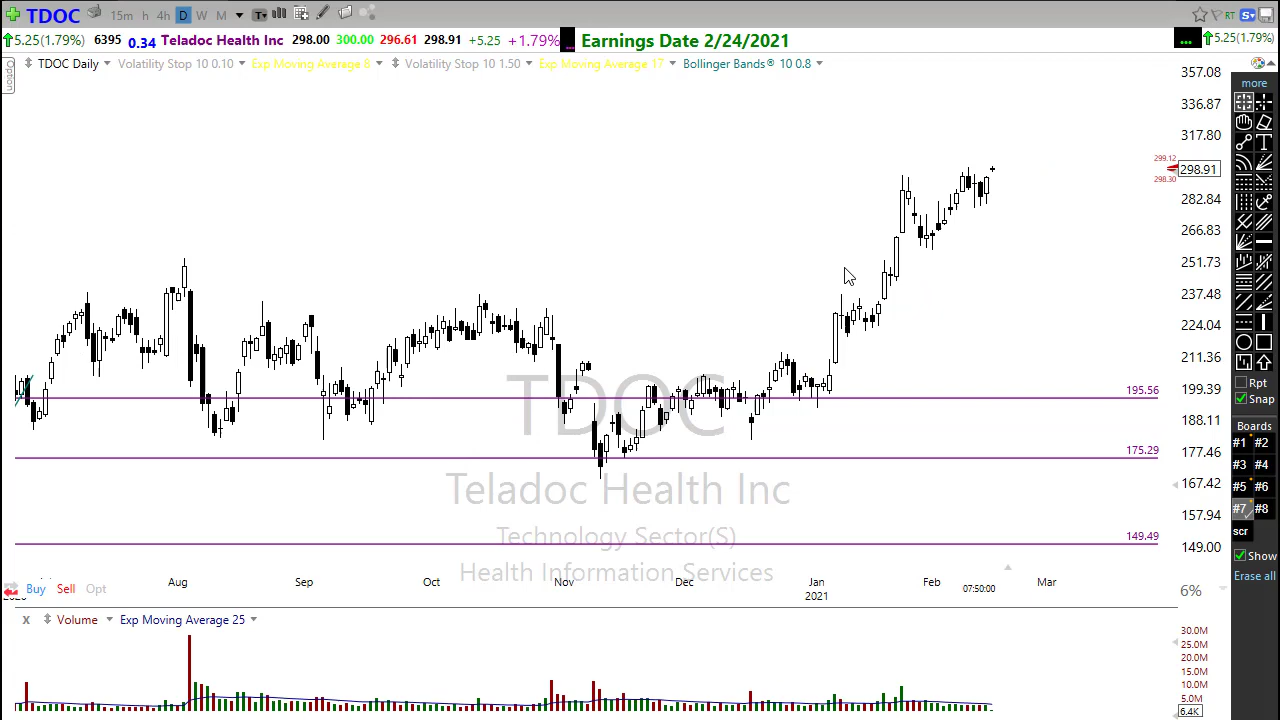 TDOC 15m h 4h D W M T RT S
5.25(1.79%) 6395 0.34 Teladoc Health Inc 298.00 300.00 296.61 298.91 +5.25 +1.79% ... Earnings Date 2/24/2021 ... 5.25(1.79%)
Option
TDOC Daily Volatility Stop 10 0.10 Exp Moving Average 8 Volatility Stop 10 1.50 Exp Moving Average 17 Bollinger Bands® 10 0.8
more
357.08
336.87
317.80
299.12
298.91
298.30
282.84
266.83
251.73
237.48
224.04
211.36
199.39
188.11
177.46
167.42
157.94
149.00
195.56
175.29
149.49
TDOC
Teladoc Health Inc
Technology Sector(S)
Health Information Services
Rpt
Snap
Boards
#1 #2
#3 #4
#5 #6
#7 #8
scr
Show
Erase all
Aug Sep Oct Nov Dec Jan Feb Mar
2021
Buy Sell Opt
07:50:00
6%
X Volume Exp Moving Average 25
30.0M
25.0M
20.0M
15.0M
10.0M
5.0M
6.4K